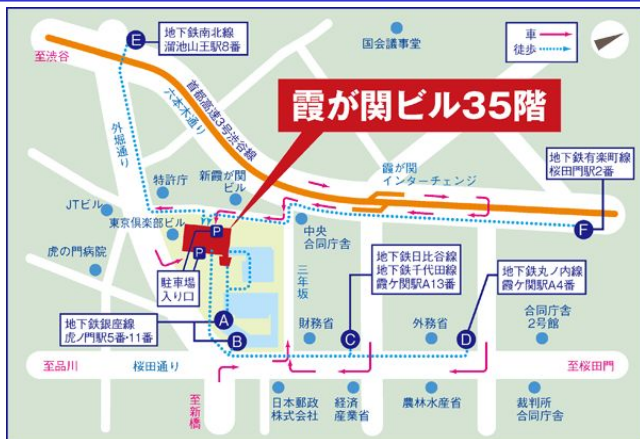 地下鉄南北線
溜池山王駅8番
E
国会議事堂
車
徒歩
至渋谷
首都高速3号渋谷線
六本木通り
外堀通り
霞が関ビル35階
特許庁
新霞が関
ビル
霞が関
インターチェンジ
地下鉄有楽町線
桜田門駅2番
F
JTビル
東京倶楽部ビル
P
P
中央
合同庁舎
虎の門病院
駐車場
入り口
三年坂
地下鉄日比谷線
地下鉄千代田線
霞ケ関駅A13番
地下鉄丸ノ内線
霞ケ関駅A4番
地下鉄銀座線
虎ノ門駅5番・11番
A
B
財務省
C
外務省
D
合同庁舎
2号館
至品川
桜田通り
至桜田門
至新橋
日本郵政
株式会社
経済
産業省
農林水産省
裁判所
合同庁舎